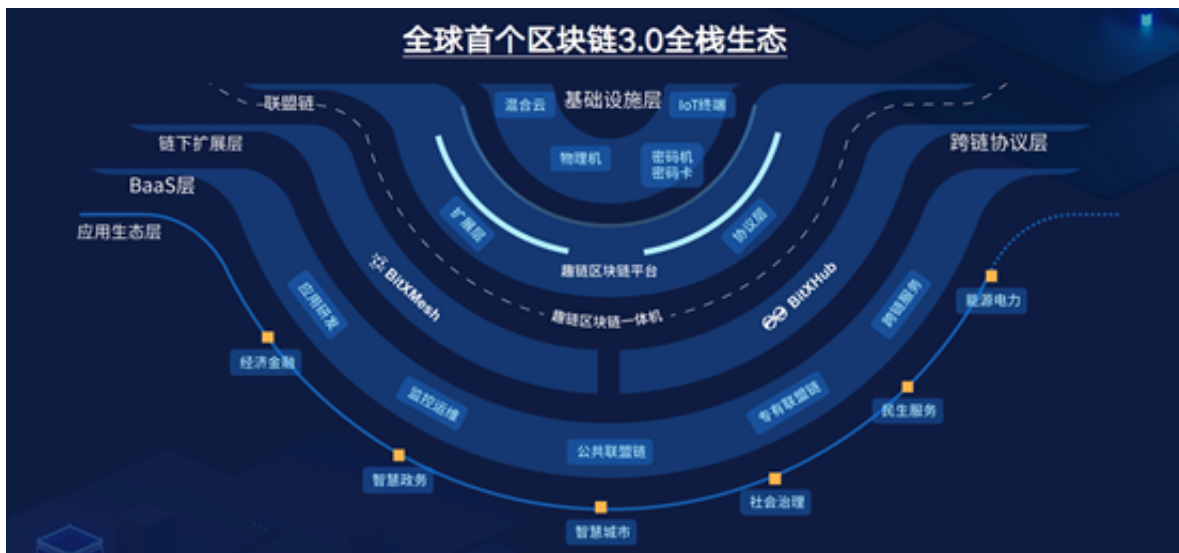 全球首个区块链3.0全栈生态
联盟链
混合云
基础设施层
IoT终端
链下扩展层
物理机
密码机
密码卡
跨链协议层
BaaS层
扩展层
协议层
应用生态层
趣链区块链平台
BitXMesh
BitXHub
应用研发
趣链区块链一体机
跨链服务
能源电力
经济金融
监控运维
专有联盟链
民生服务
公共联盟链
智慧政务
社会治理
智慧城市